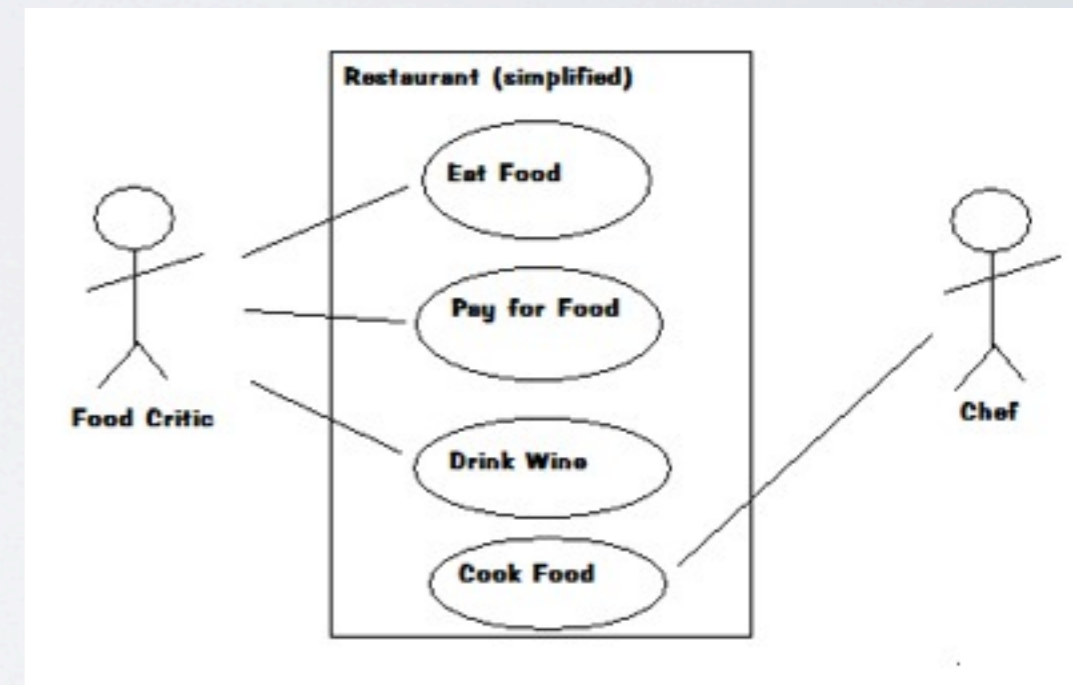 Restaurant (simplified)
Eat Food
Pay for Food
Drink Wine
Cook Food
Food Critic
Chef